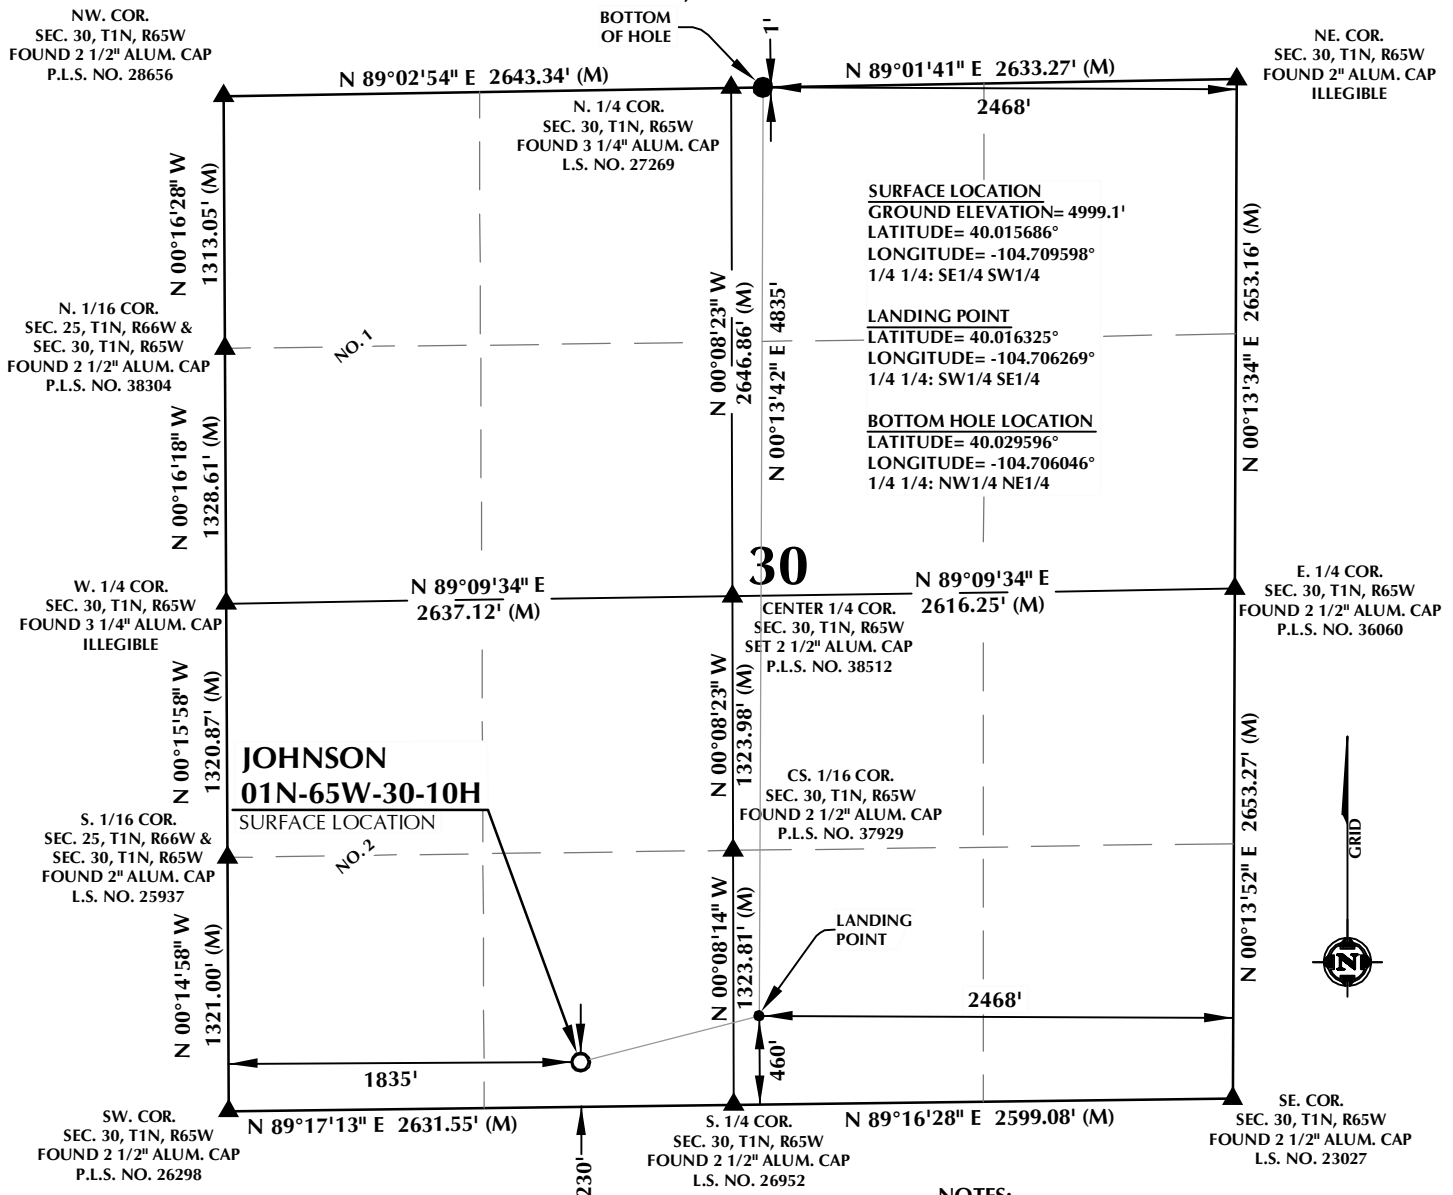 NW. COR.
SEC. 30, T1N, R65W
FOUND 2 1/2" ALUM. CAP
P.L.S. NO. 28656
BOTTOM
OF HOLE
1'
NE. COR.
SEC. 30, T1N, R65W
FOUND 2" ALUM. CAP
ILLEGIBLE
N 89°02'54" E 2643.34' (M)
N 89°01'41" E 2633.27' (M)
2468'
N. 1/4 COR.
SEC. 30, T1N, R65W
FOUND 3 1/4" ALUM. CAP
L.S. NO. 27269
N 00°16'28" W
1313.05' (M)
SURFACE LOCATION
GROUND ELEVATION= 4999.1'
LATITUDE= 40.015686°
LONGITUDE= -104.709598°
1/4 1/4: SE1/4 SW1/4
LANDING POINT
LATITUDE= 40.016325°
LONGITUDE= -104.706269°
1/4 1/4: SW1/4 SE1/4
BOTTOM HOLE LOCATION
LATITUDE= 40.029596°
LONGITUDE= -104.706046°
1/4 1/4: NW1/4 NE1/4
N 00°08'23" W
2646.86' (M)
N 00°13'42" E 4835'
N 00°13'34" E 2653.16' (M)
N. 1/16 COR.
SEC. 25, T1N, R66W &
SEC. 30, T1N, R65W
FOUND 2 1/2" ALUM. CAP
P.L.S. NO. 38304
NO. 1
N 00°16'18" W
1328.61' (M)
30
W. 1/4 COR.
SEC. 30, T1N, R65W
FOUND 3 1/4" ALUM. CAP
ILLEGIBLE
N 89°09'34" E
2637.12' (M)
N 89°09'34" E
2616.25' (M)
CENTER 1/4 COR.
SEC. 30, T1N, R65W
SET 2 1/2" ALUM. CAP
P.L.S. NO. 38512
E. 1/4 COR.
SEC. 30, T1N, R65W
FOUND 2 1/2" ALUM. CAP
P.L.S. NO. 36060
N 00°15'58" W
1320.87' (M)
JOHNSON
01N-65W-30-10H
SURFACE LOCATION
N 00°08'23" W
1323.98' (M)
CS. 1/16 COR.
SEC. 30, T1N, R65W
FOUND 2 1/2" ALUM. CAP
P.L.S. NO. 37929
N 00°13'52" E 2653.27' (M)
GRID
N
S. 1/16 COR.
SEC. 25, T1N, R66W &
SEC. 30, T1N, R65W
FOUND 2" ALUM. CAP
L.S. NO. 25937
NO. 2
N 00°14'58" W
1321.00' (M)
N 00°08'14" W
1323.81' (M)
LANDING
POINT
2468'
460'
1835'
230'
SW. COR.
SEC. 30, T1N, R65W
FOUND 2 1/2" ALUM. CAP
P.L.S. NO. 26298
N 89°17'13" E 2631.55' (M)
S. 1/4 COR.
SEC. 30, T1N, R65W
FOUND 2 1/2" ALUM. CAP
L.S. NO. 26952
N 89°16'28" E 2599.08' (M)
SE. COR.
SEC. 30, T1N, R65W
FOUND 2 1/2" ALUM. CAP
L.S. NO. 23027
NOTES: